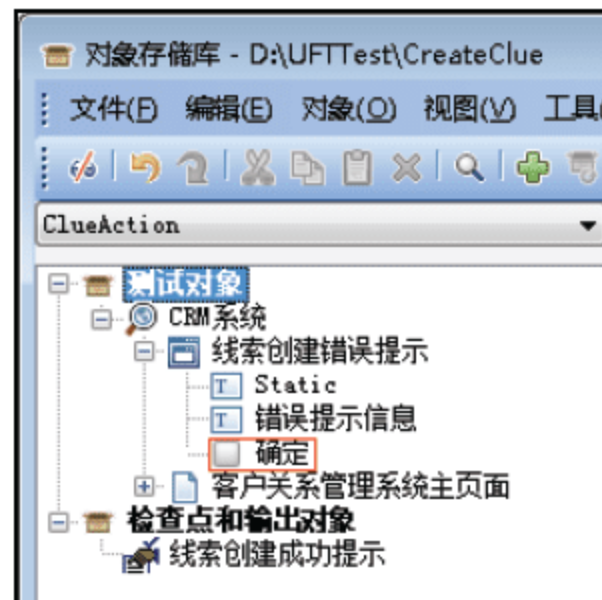 对象存储库 - D:\UFTTest\CreateClue
文件(F) 编辑(E) 对象(O) 视图(V) 工具(
ClueAction
测试对象
CRM系统
线索创建错误提示
Static
错误提示信息
确定
客户关系管理系统主页面
检查点和输出对象
线索创建成功提示